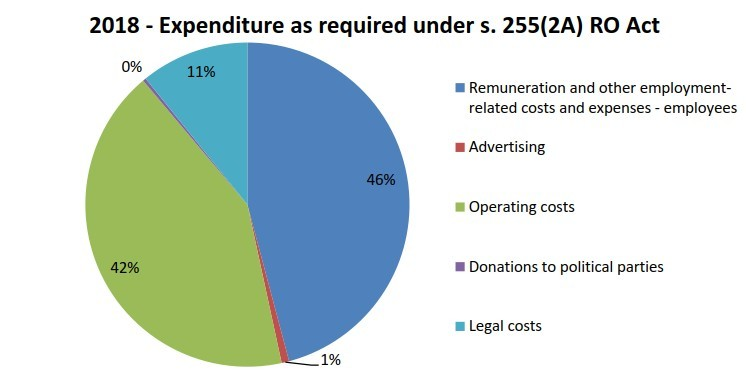 2018 - Expenditure as required under s. 255(2A) RO Act
0%
11%
46%
42%
1%
Remuneration and other employment-
related costs and expenses - employees
Advertising
Operating costs
Donations to political parties
Legal costs